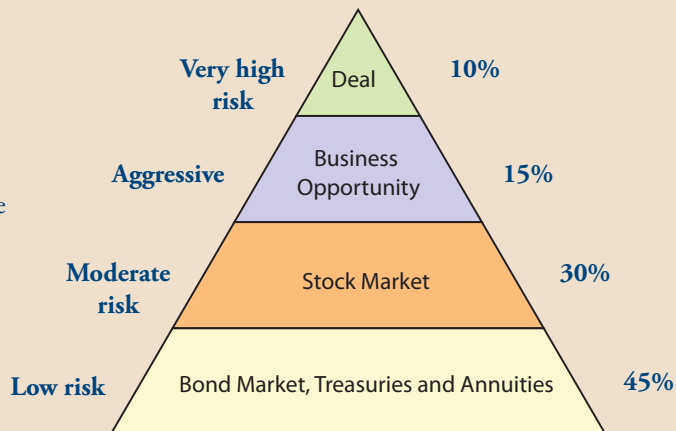 Very high
risk
Deal
10%
Aggressive
Business
Opportunity
15%
e
Moderate
risk
Stock Market
30%
Low risk
Bond Market, Treasuries and Annuities
45%